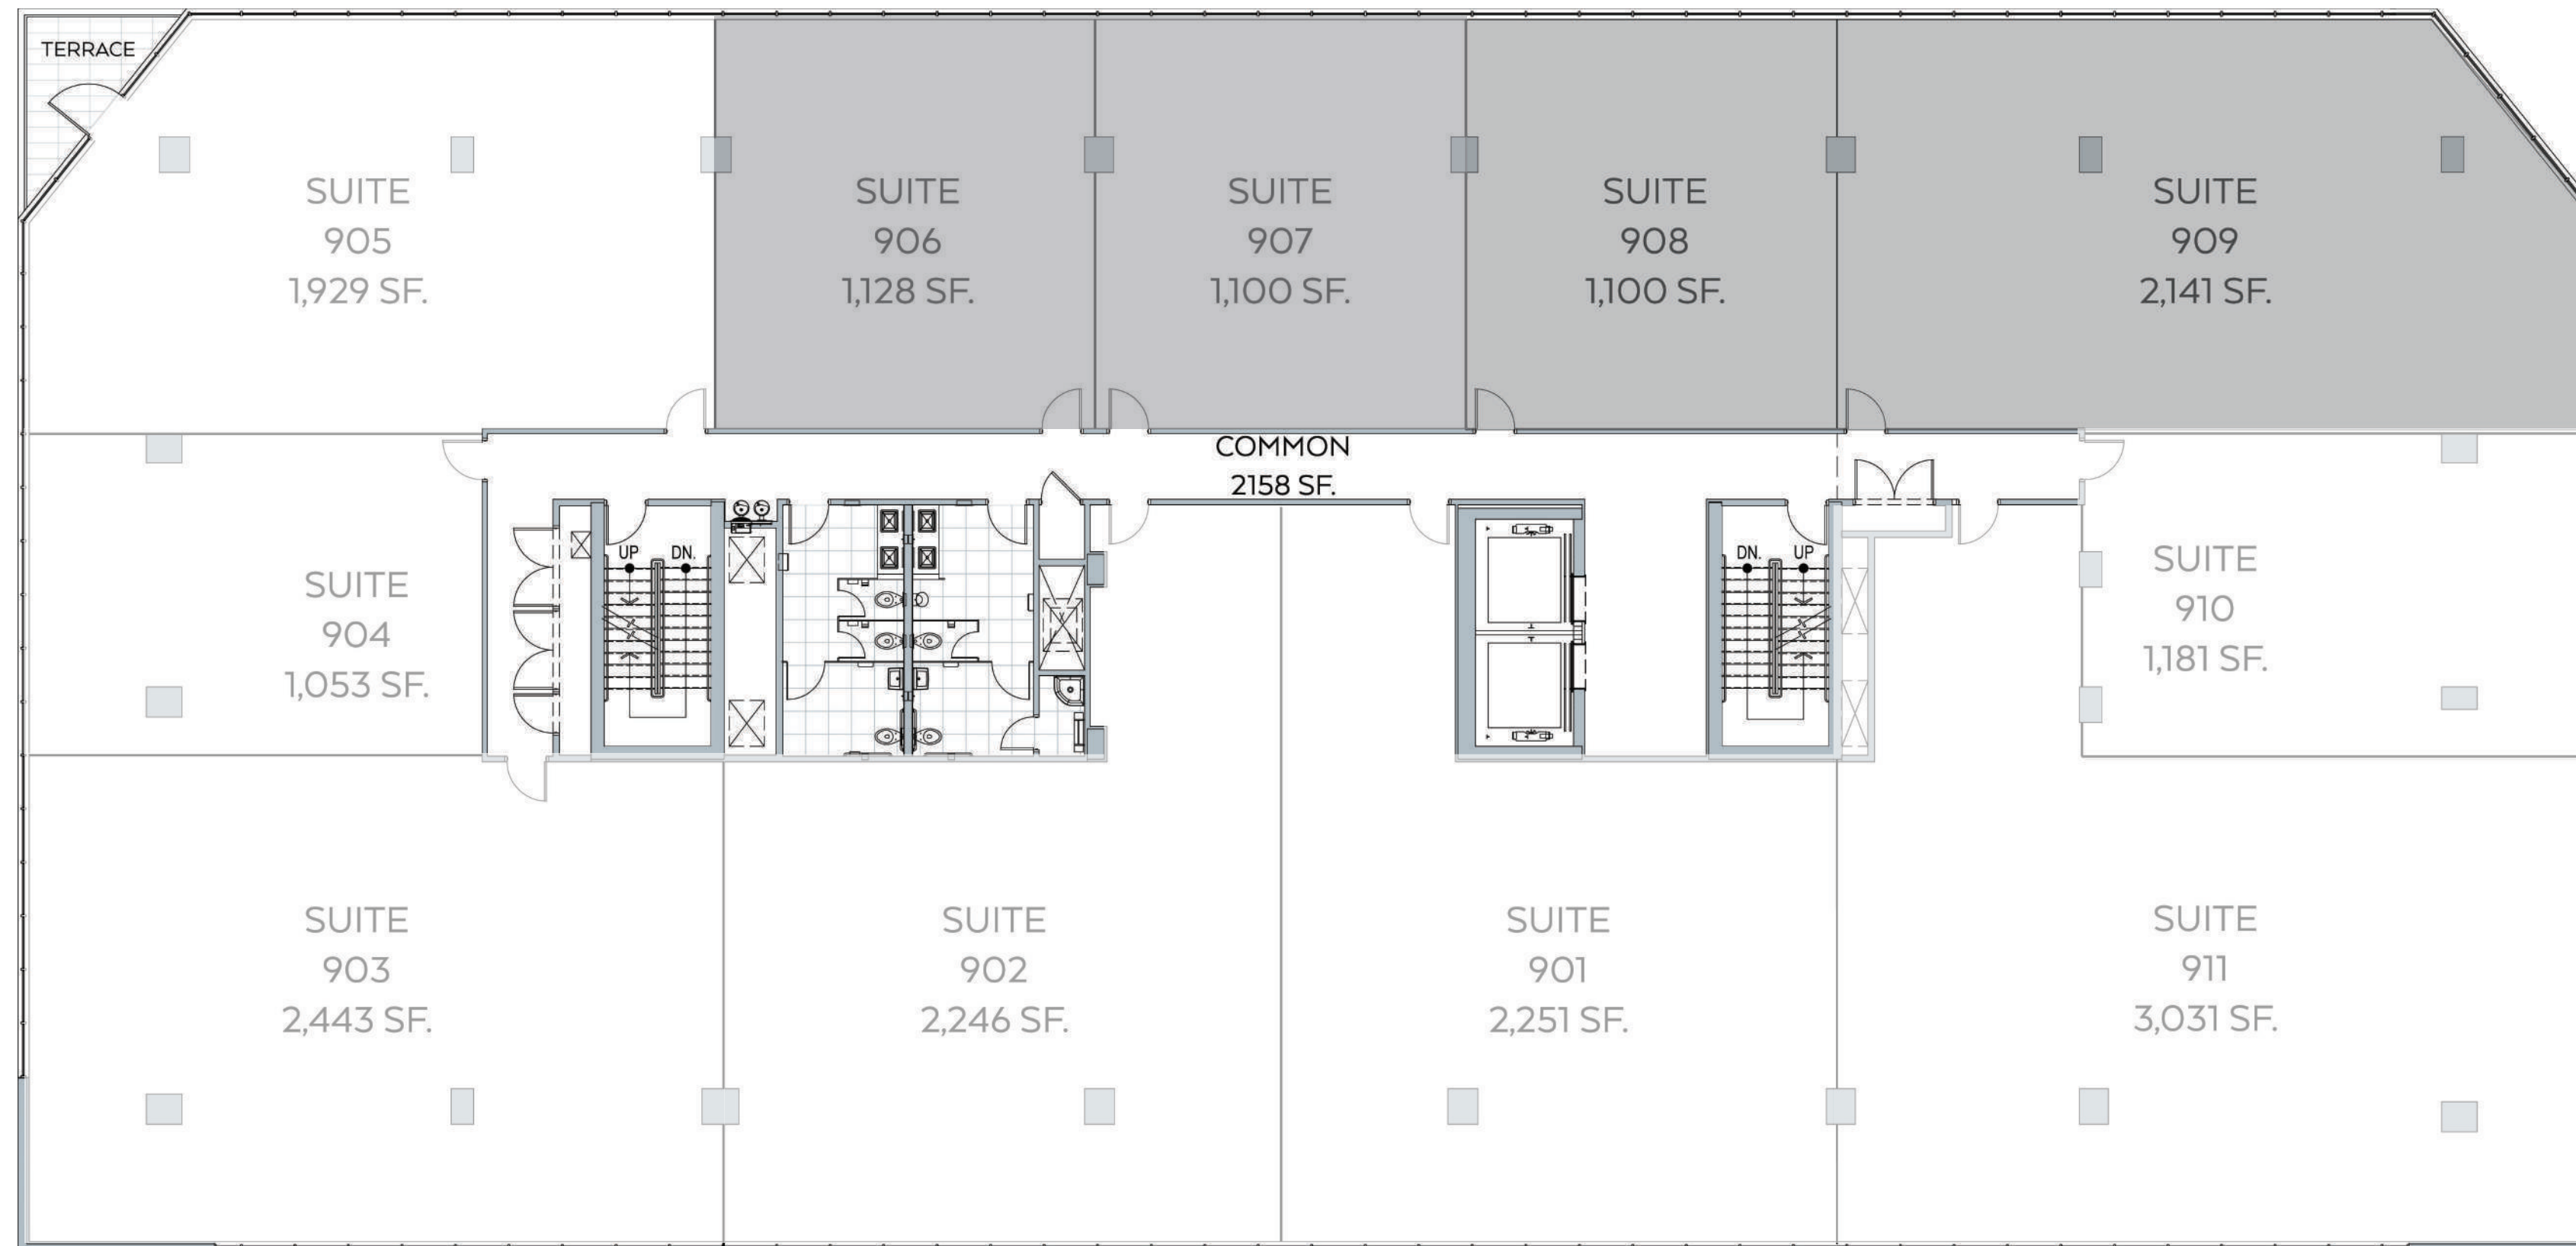 TERRACE
SUITE
905
1,929 SF.
SUITE
906
1,128 SF.
SUITE
907
1,100 SF.
SUITE
908
1,100 SF.
SUITE
909
2,141 SF.
COMMON
2158 SF.
SUITE
904
1,053 SF.
UP
DN.
DN.
UP
SUITE
910
1,181 SF.
SUITE
903
2,443 SF.
SUITE
902
2,246 SF.
SUITE
901
2,251 SF.
SUITE
911
3,031 SF.